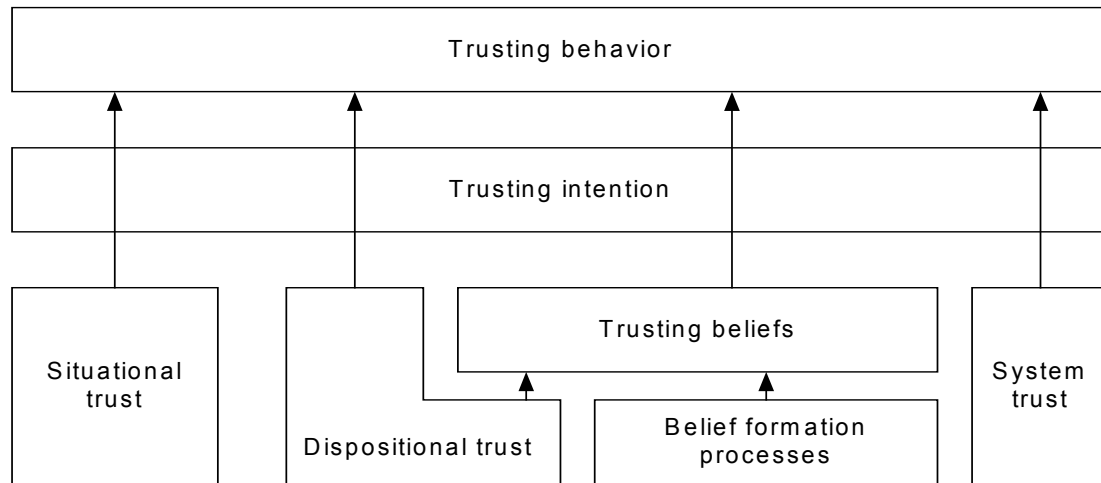 Trusting behavior
Trusting intention
Trusting beliefs
Situational
trust
System
trust
Dispositional trust
Belief formation
processes